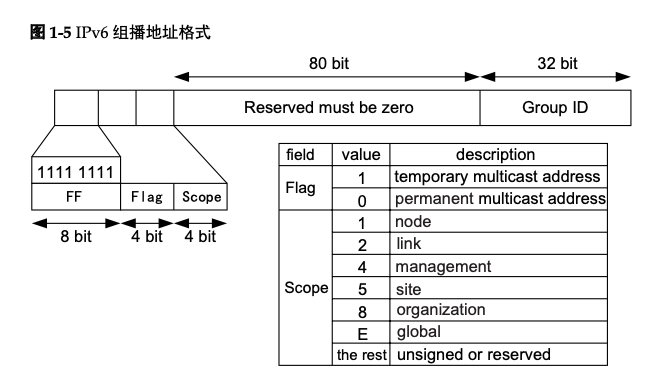 图 1-5 IPv6 组播地址格式
80 bit
32 bit
Reserved must be zero
Group ID
1111 1111
FF
Flag
Scope
8 bit
4 bit
4 bit
field value description
Flag
1 temporary multicast address
0 permanent multicast address
Scope
1 node
2 link
4 management
5 site
8 organization
E global
the rest unsigned or reserved